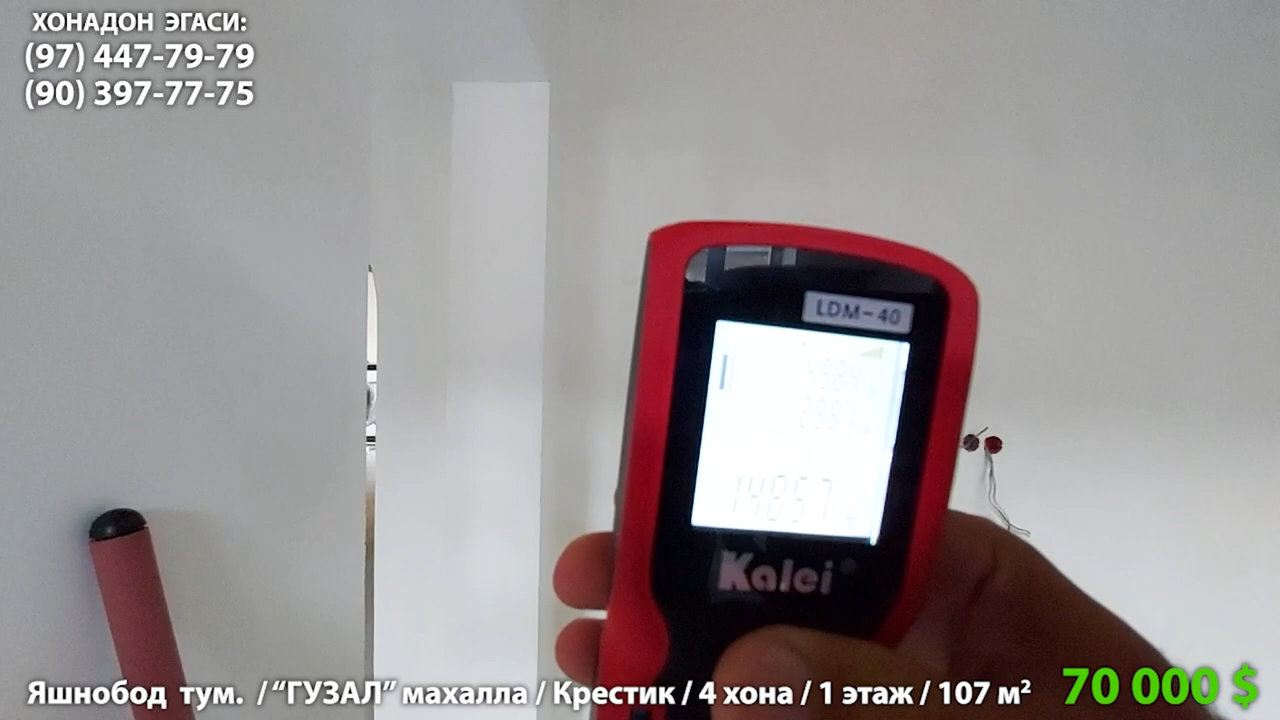 ХОНАДОН ЭГАСИ:
(97) 447-79-79
(90) 397-77-75
LDM-40
14857
Kalei
Яшнобод тум. / “ГУЗАЛ” махалла / Крестик / 4 хона / 1 этаж / 107 м²
70 000 $